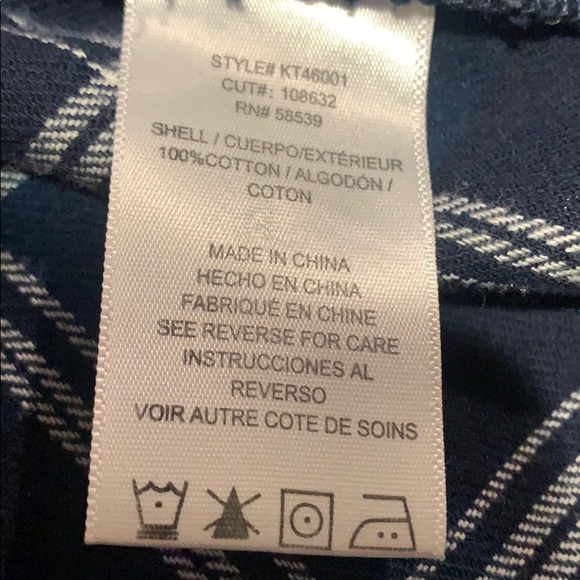 STYLE# KT46001
CUT#: 108632
RN# 58539
SHELL / CUERPO/EXTÉRIEUR
100%COTTON / ALGODÓN /
COTON
MADE IN CHINA
HECHO EN CHINA
FABRIQUÉ EN CHINE
SEE REVERSE FOR CARE
INSTRUCCIONES AL
REVERSO
VOIR AUTRE COTE DE SOINS